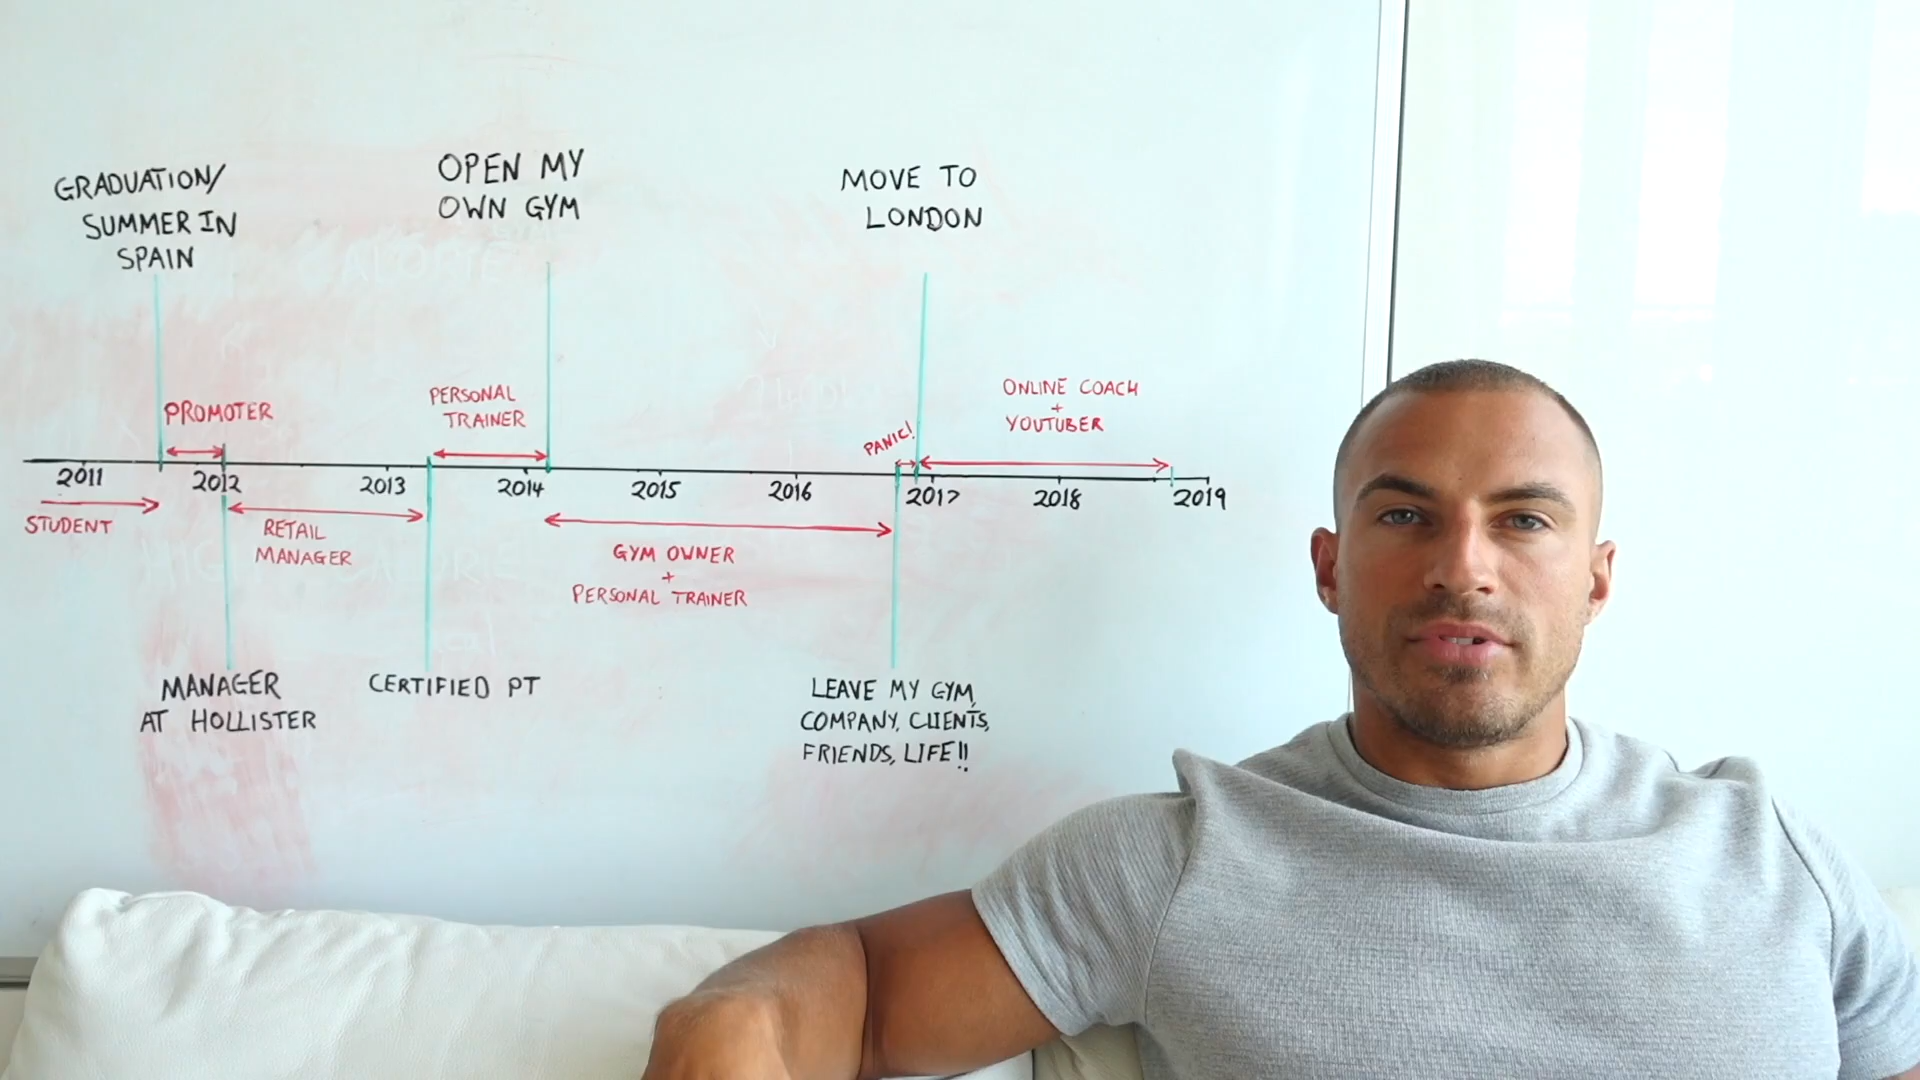 GRADUATION/
SUMMER IN
SPAIN
OPEN MY
OWN GYM
MOVE TO
LONDON
PROMOTER
PERSONAL
TRAINER
PANIC!
ONLINE COACH
+
YOUTUBER
2011
2012
2013
2014
2015
2016
2017
2018
2019
STUDENT
RETAIL
MANAGER
GYM OWNER
+
PERSONAL TRAINER
MANAGER
AT HOLLISTER
CERTIFIED PT
LEAVE MY GYM,
COMPANY, CLIENTS,
FRIENDS, LIFE!!
CALORIE